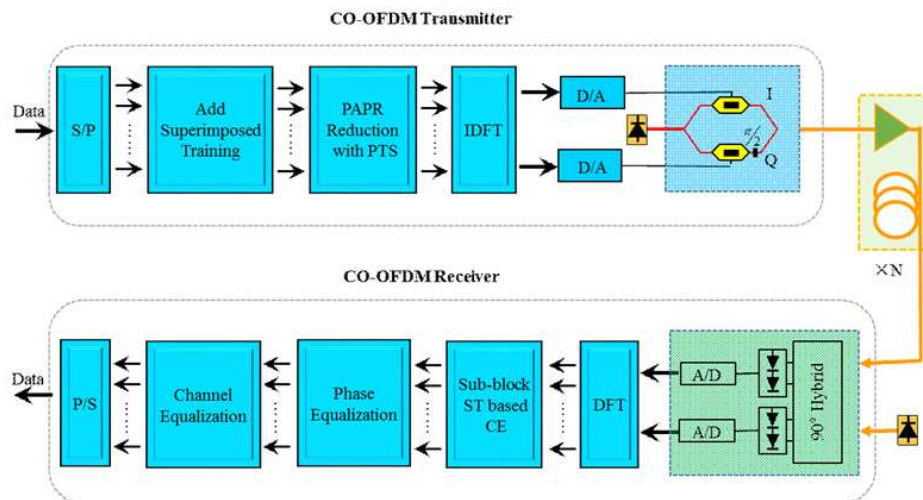 CO-OFDM Transmitter
Data
S/P
Add
Superimposed
Training
PAPR
Reduction
with PTS
IDFT
D/A
D/A
I
π/2
Q
×N
CO-OFDM Receiver
Data
P/S
Channel
Equalization
Phase
Equalization
Sub-block
ST based
CE
DFT
A/D
A/D
90° Hybrid